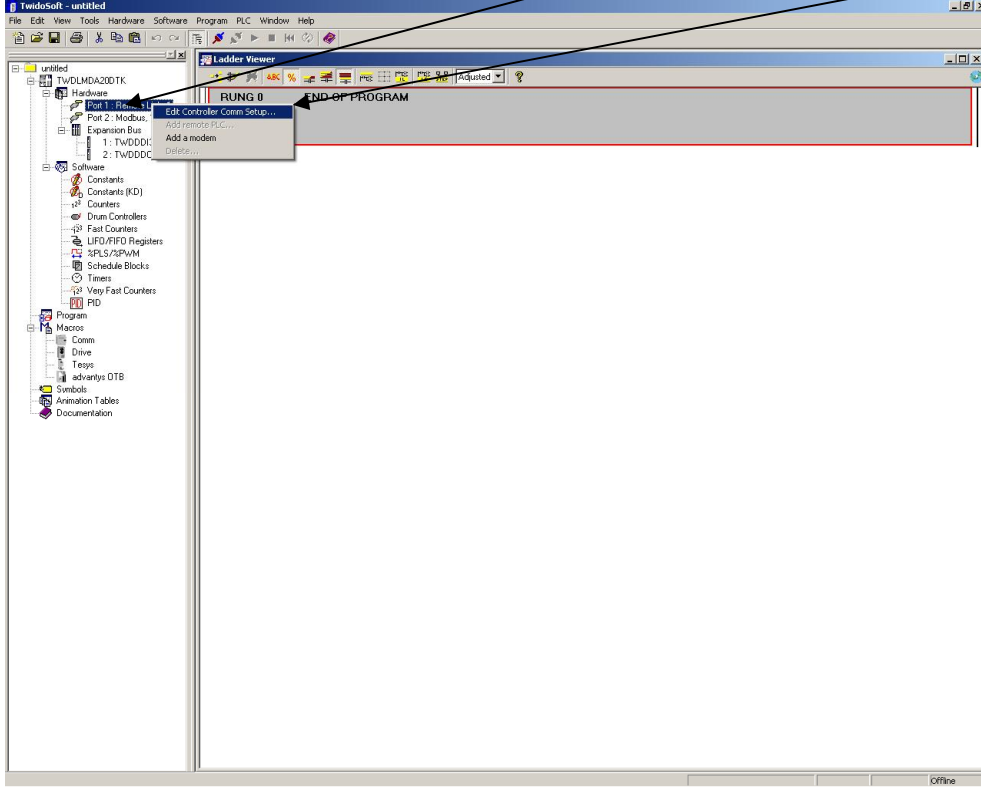 TwidoSoft - untitled
File Edit View Tools Hardware Software Program PLC Window Help
Ladder Viewer
ABC % Adjusted
RUNG 0 END OF PROGRAM
untitled
TWDLMDA20DTK
Hardware
Port 1 : Remote
Port 2 : Modbus,
Expansion Bus
1 : TWDDDI
2 : TWDDDO
Edit Controller Comm Setup...
Add remote PLC...
Add a modem
Delete...
Software
Constants
Constants (KD)
Counters
Drum Controllers
Fast Counters
LIFO/FIFO Registers
%PLS/%PWM
Schedule Blocks
Timers
Very Fast Counters
PID
Program
Macros
Comm
Drive
Tesys
advantys OTB
Symbols
Animation Tables
Documentation
Offline